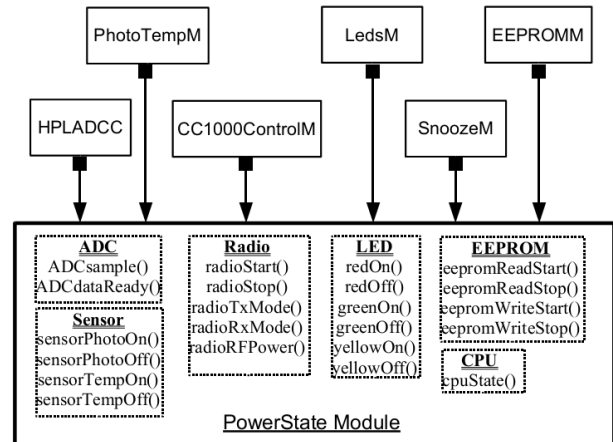 PhotoTempM
LedsM
EEPROMM
HPLADCC
CC1000ControlM
SnoozeM
ADC
ADCsample()
ADCdataReady()
Sensor
sensorPhotoOn()
sensorPhotoOff()
sensorTempOn()
sensorTempOff()
Radio
radioStart()
radioStop()
radioTxMode()
radioRxMode()
radioRFPower()
LED
redOn()
redOff()
greenOn()
greenOff()
yellowOn()
yellowOff()
EEPROM
eepromReadStart()
eepromReadStop()
eepromWriteStart()
eepromWriteStop()
CPU
cpuState()
PowerState Module